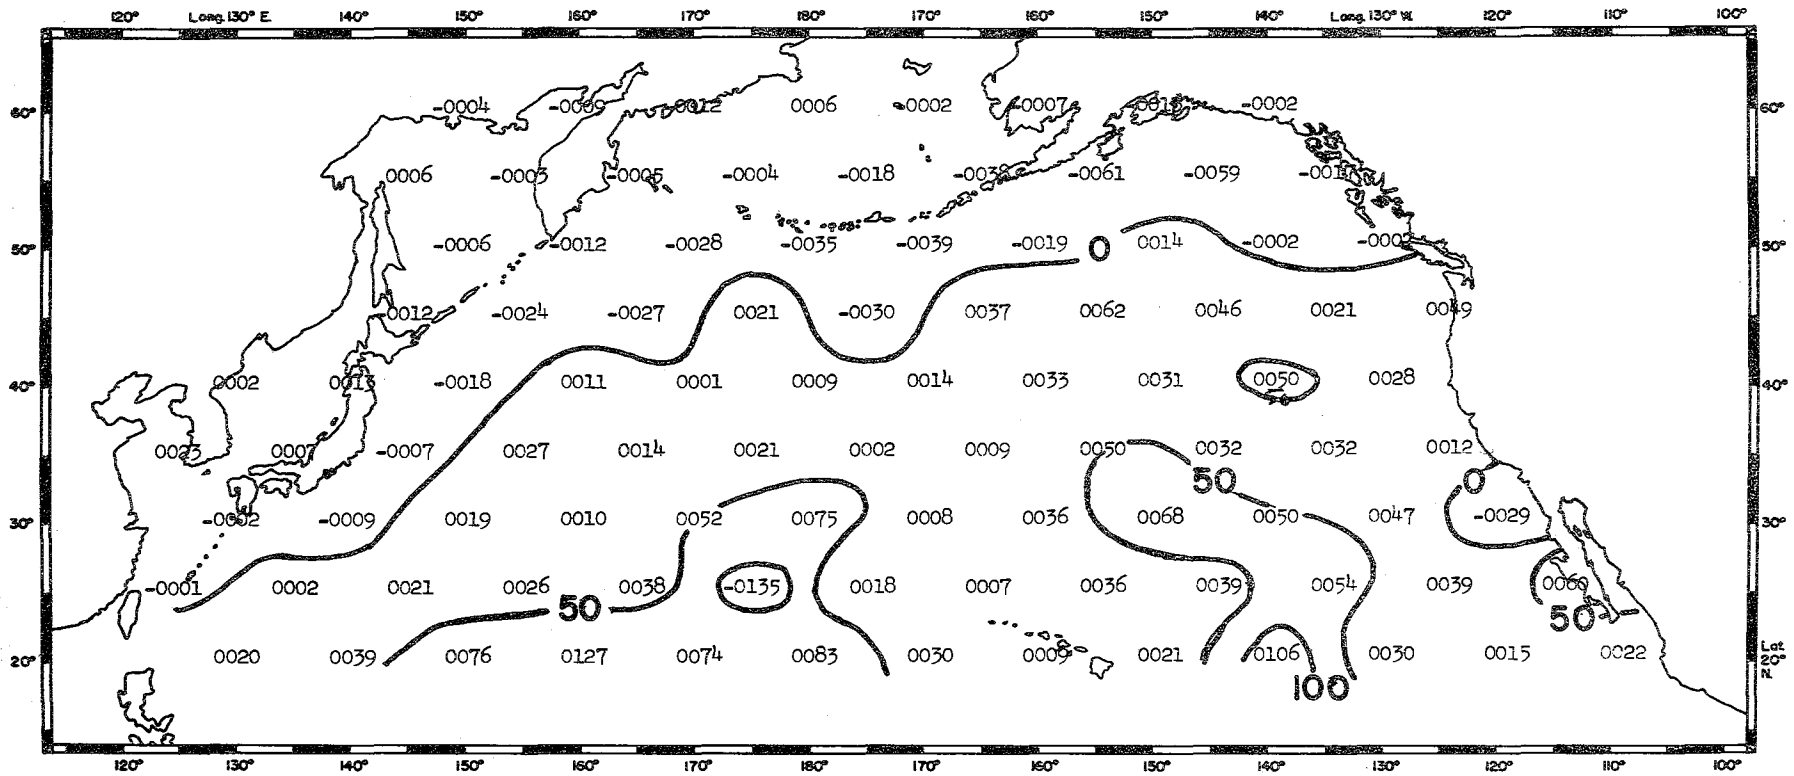 120° Long. 130° E. 140° 150° 160° 170° 180° 170° 160° 150° 140° Long. 130° W. 120° 110° 100°
60° -0004 -0009 -0012 0006 -0002 -0007 -0002 60°
0006 -0003 -0005 -0004 -0018 -0038 -0061 -0059
50° -0006 -0012 -0028 -0035 -0039 -0019 0 0014 -0002 -0002 50°
0012 -0024 -0027 0021 -0030 0037 0062 0046 0021 0049
40° 0002 0013 -0018 0011 0001 0009 0014 0033 0031 0050 0028 40°
0023 0007 -0007 0027 0014 0021 0002 0009 0050 0032 0032 0012
50 0
30° -0002 -0009 0019 0010 0052 0075 0008 0036 0068 0050 0047 -0029 30°
-0001 0002 0021 0026 0038 -0135 0018 0007 0036 0039 0054 0039 0060
50 50
20° 0020 0039 0076 0127 0074 0083 0030 0009 0021 0106 0030 0015 0022 Lat 20° N.
100
120° 130° 140° 150° 160° 170° 180° 170° 160° 150° 140° 130° 120° 110° 100°